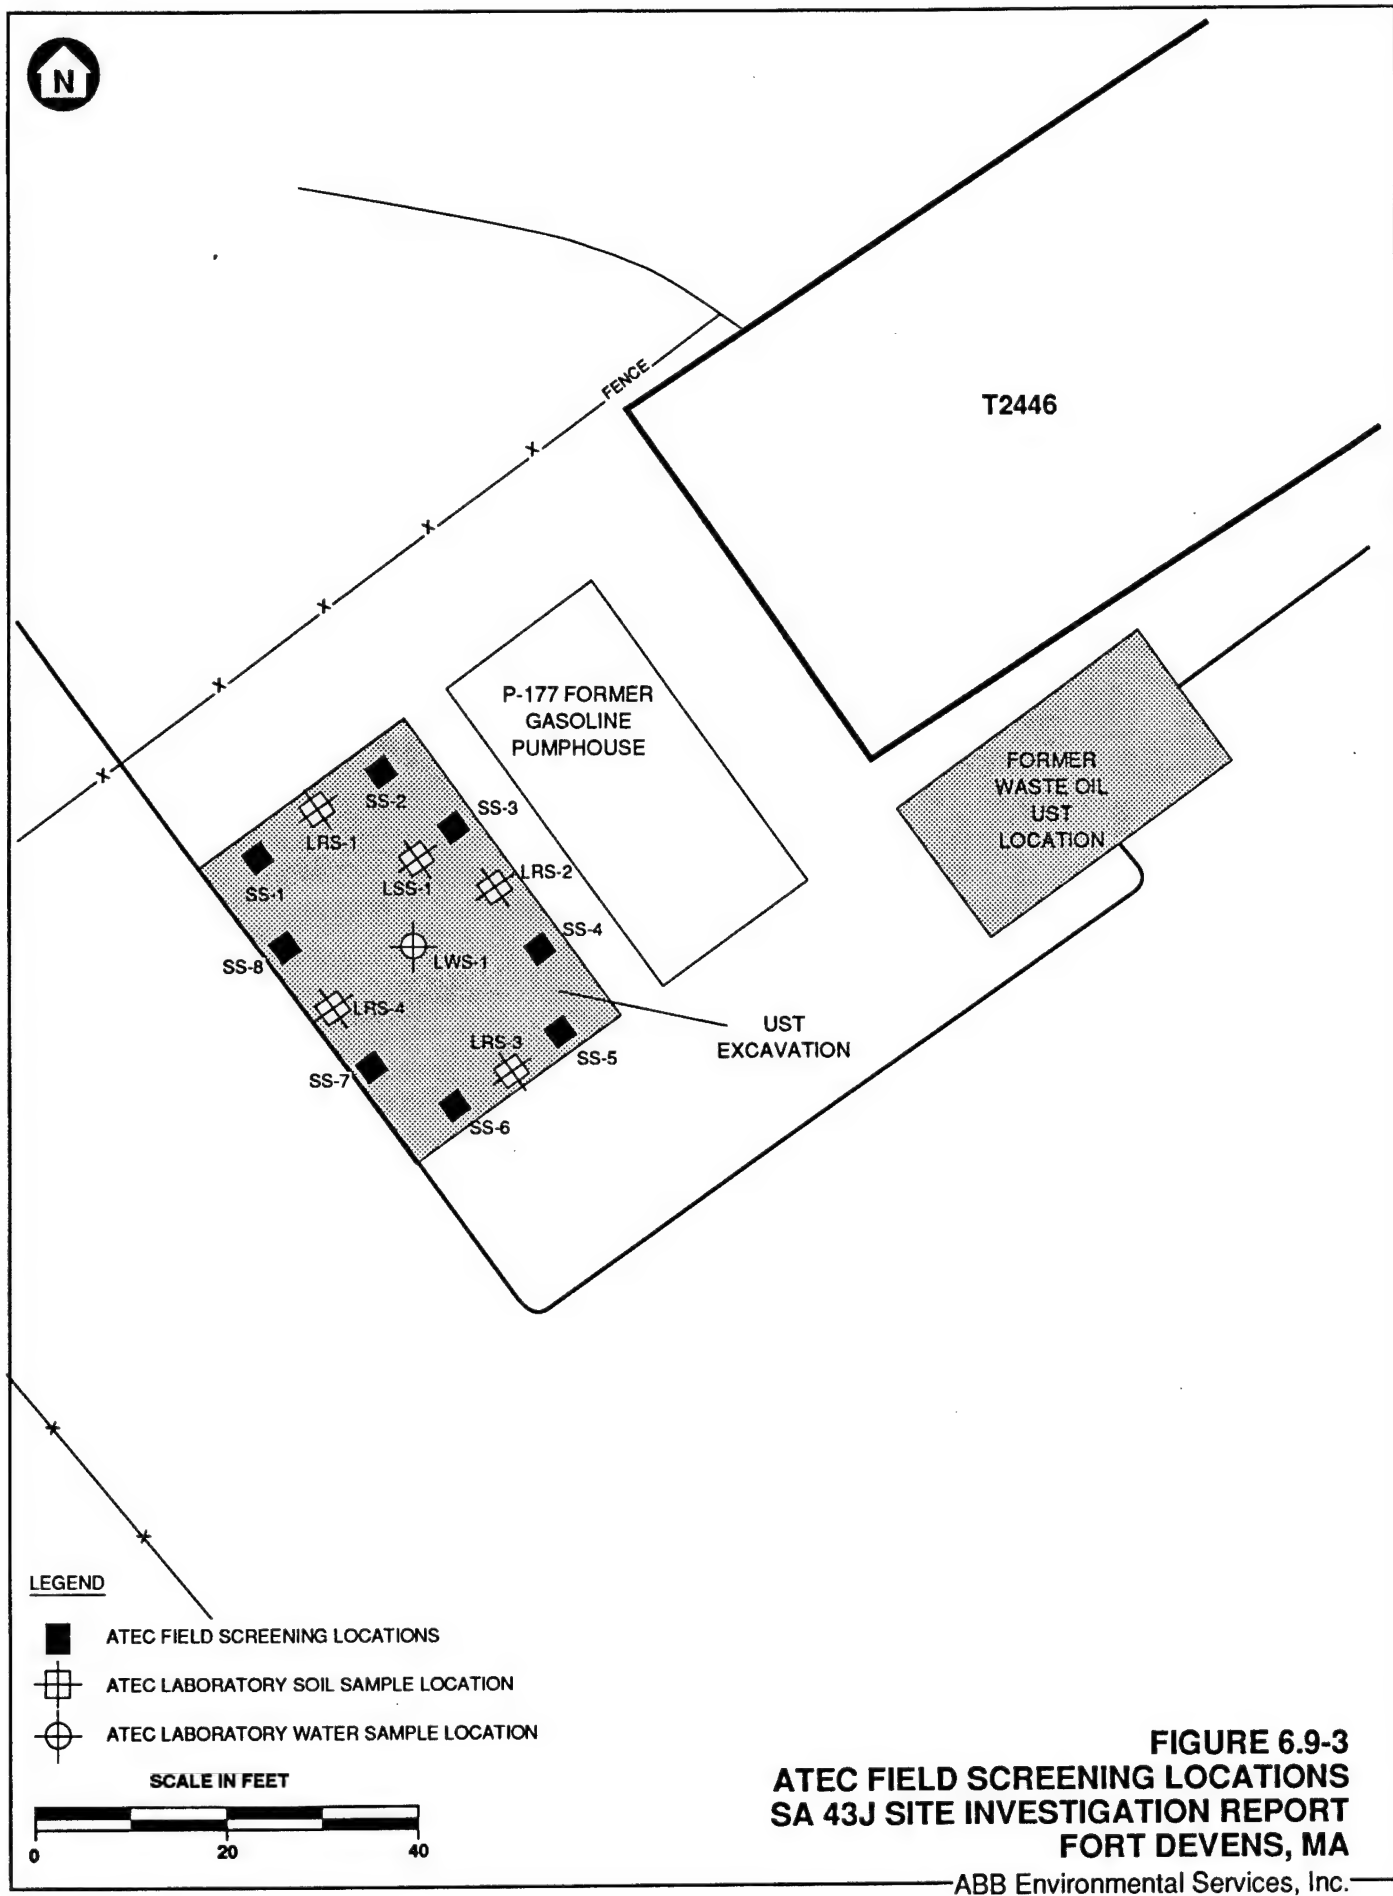 N
FENCE
T2446
P-177 FORMER
GASOLINE
PUMPHOUSE
FORMER
WASTE OIL
UST
LOCATION
SS-2
SS-3
LRS-1
LSS-1
LRS-2
SS-1
SS-4
SS-8
LWS-1
LRS-4
LRS-3
UST
EXCAVATION
SS-5
SS-7
SS-6
LEGEND
ATEC FIELD SCREENING LOCATIONS
ATEC LABORATORY SOIL SAMPLE LOCATION
ATEC LABORATORY WATER SAMPLE LOCATION
SCALE IN FEET
0 20 40
FIGURE 6.9-3
ATEC FIELD SCREENING LOCATIONS
SA 43J SITE INVESTIGATION REPORT
FORT DEVENS, MA
ABB Environmental Services, Inc.